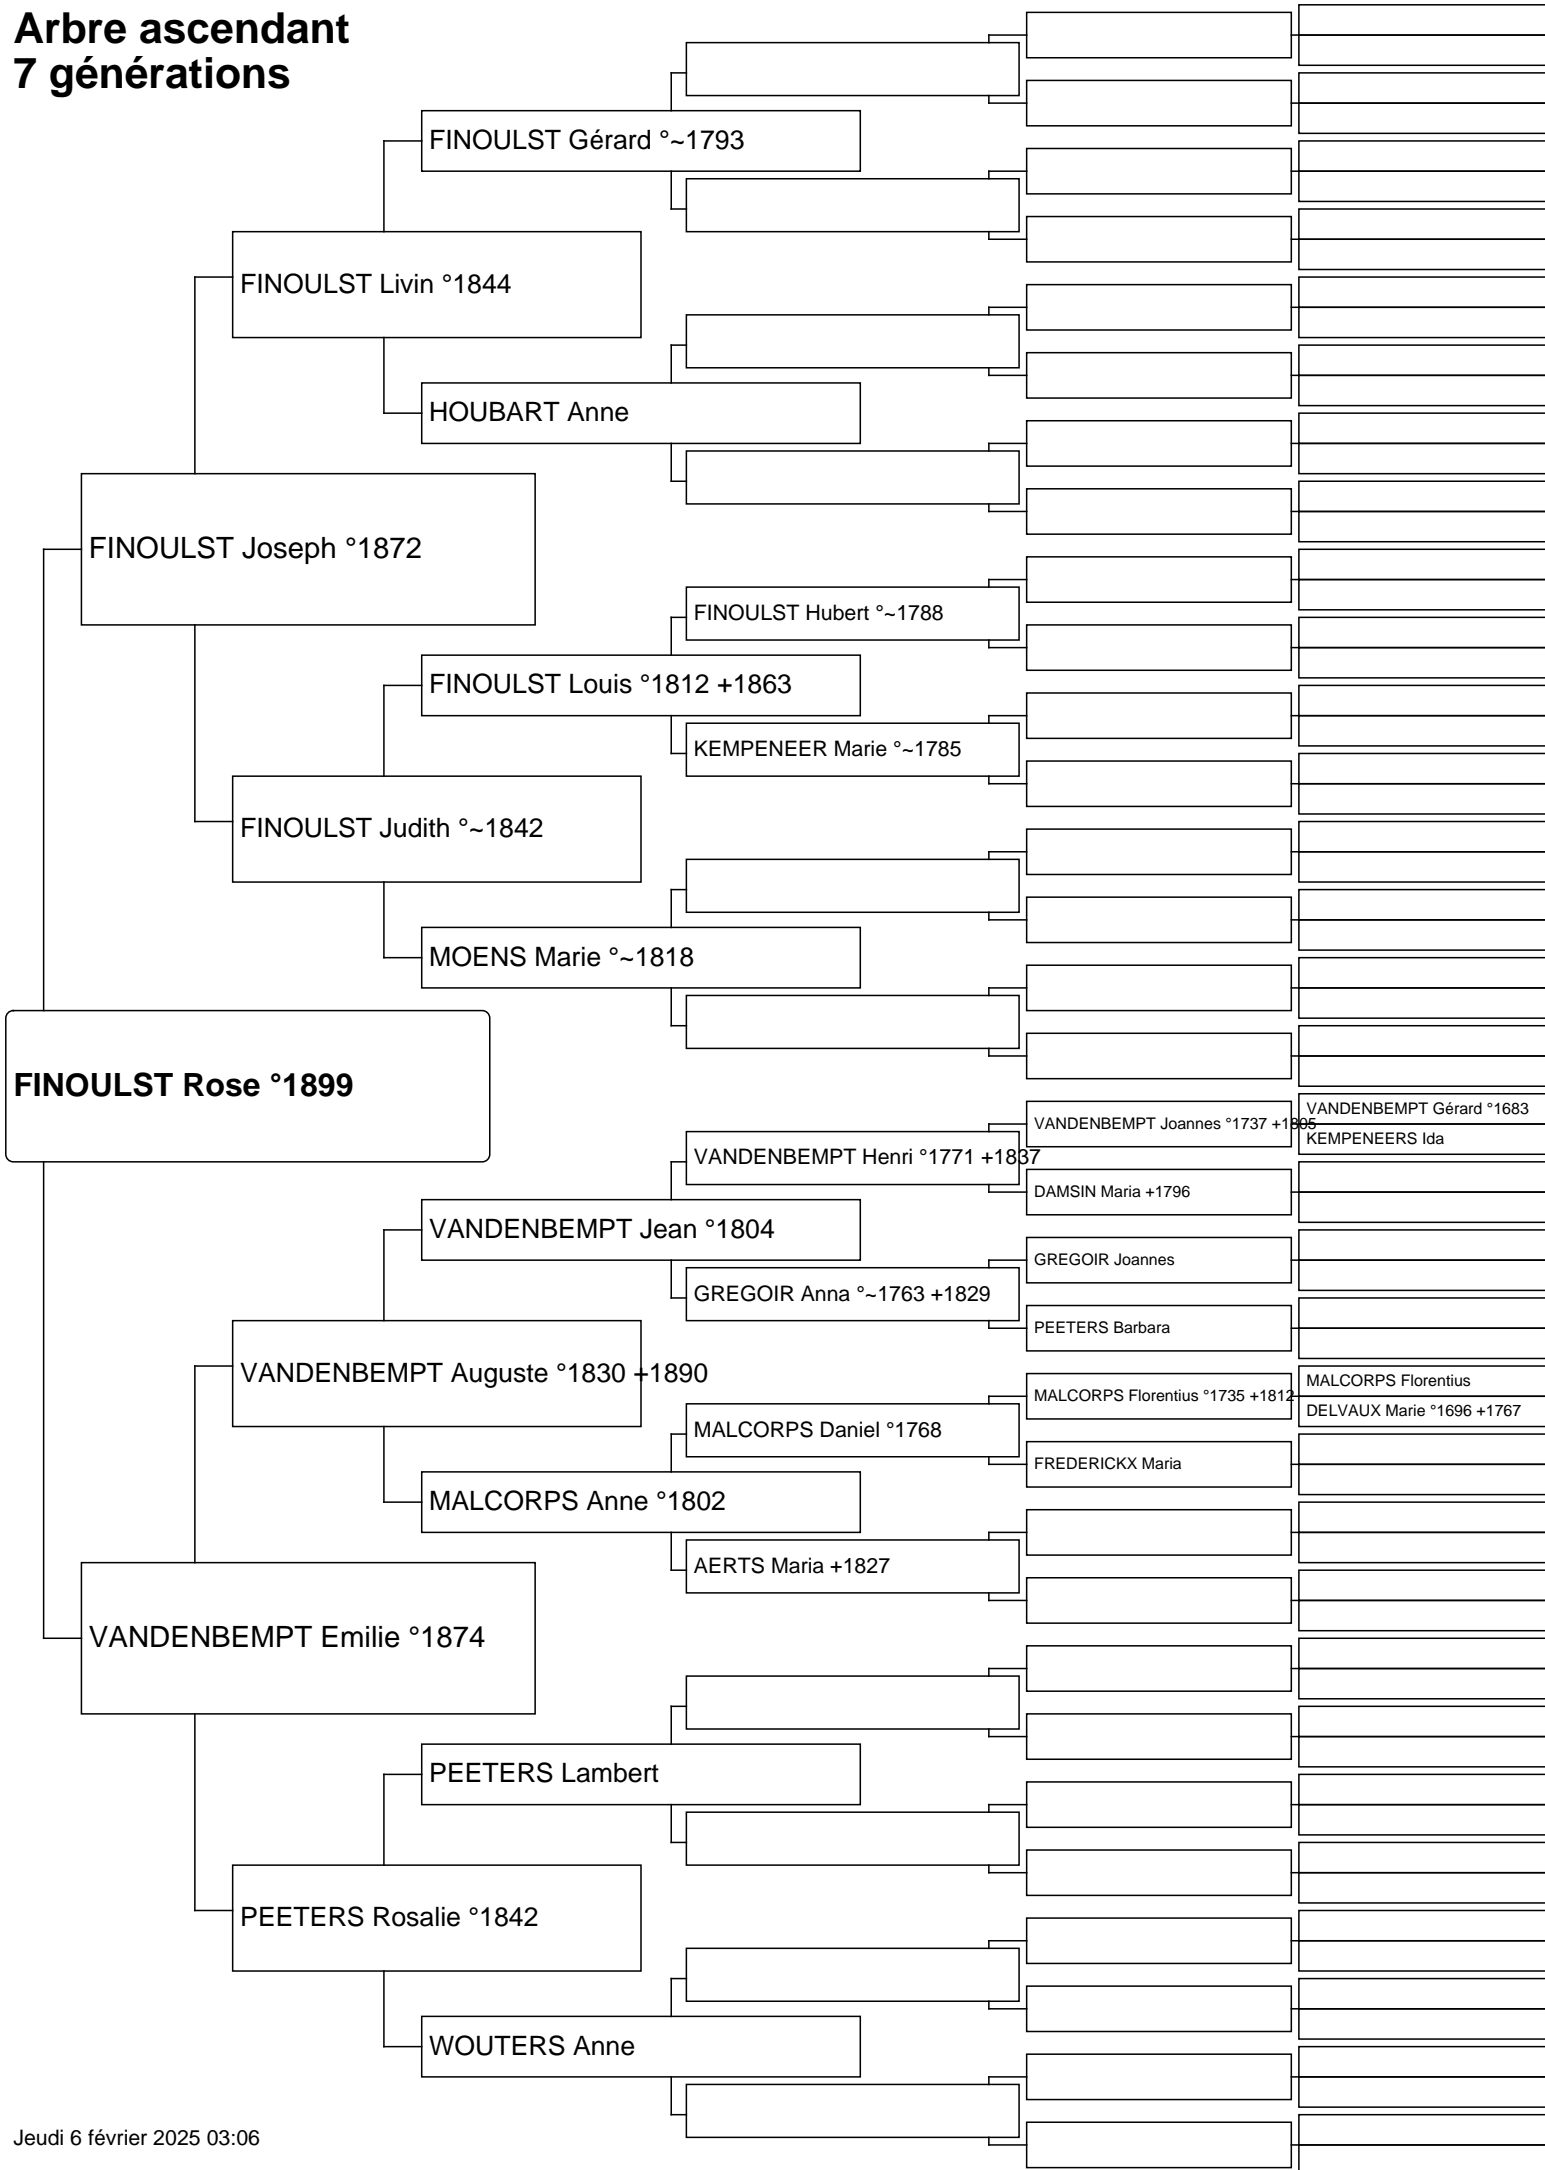 Arbre ascendant
7 générations
FINOULST Gérard °~1793
FINOULST Livin °1844
HOUBART Anne
FINOULST Joseph °1872
FINOULST Hubert °~1788
FINOULST Louis °1812 +1863
KEMPENEER Marie °~1785
FINOULST Judith °~1842
MOENS Marie °~1818
FINOULST Rose °1899
VANDENBEMPT Gérard °1683
VANDENBEMPT Joannes °1737 +1805
KEMPENEERS Ida
VANDENBEMPT Henri °1771 +1837
DAMSIN Maria +1796
VANDENBEMPT Jean °1804
GREGOIR Joannes
GREGOIR Anna °~1763 +1829
PEETERS Barbara
VANDENBEMPT Auguste °1830 +1890
MALCORPS Florentius
MALCORPS Florentius °1735 +1812
DELVAUX Marie °1696 +1767
MALCORPS Daniel °1768
FREDERICKX Maria
MALCORPS Anne °1802
AERTS Maria +1827
VANDENBEMPT Emilie °1874
PEETERS Lambert
PEETERS Rosalie °1842
WOUTERS Anne
Jeudi 6 février 2025 03:06